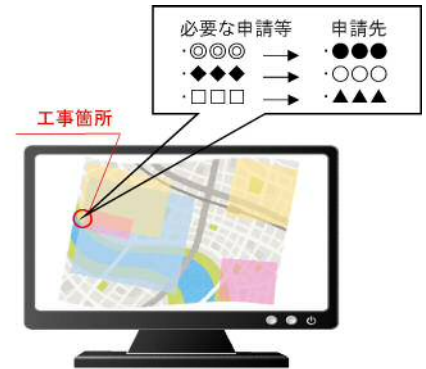 必要な申請等 申請先
・◎◎◎ → ●●●
・◆◆◆ → ・○○○
・□□□ → ・▲▲▲
工事箇所